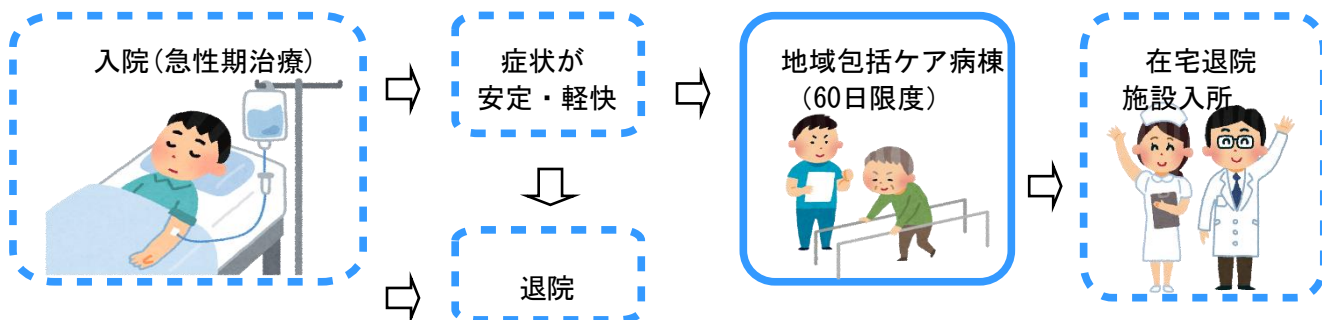 入院(急性期治療)
症状が
安定・軽快
地域包括ケア病棟
(60日限度)
在宅退院
施設入所
退院